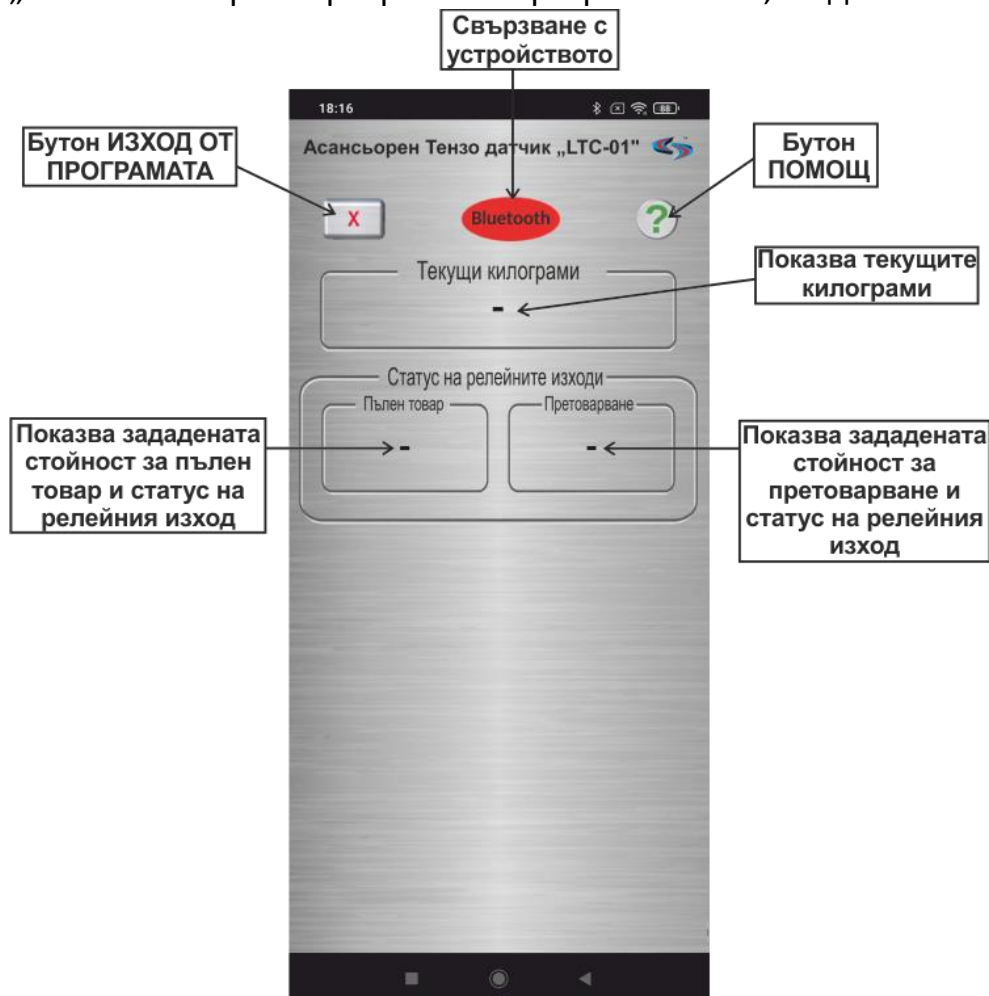 Свързване с
устройството
18:16
88
Бутон ИЗХОД ОТ
ПРОГРАМАТА
Асансьорен Тензо датчик „LTC-01"
Бутон
ПОМОЩ
X
Bluetooth
?
Текущи килограми
-
Показва текущите
килограми
Статус на релейните изходи
Пълен товар
Претоварване
-
-
Показва зададената
стойност за пълен
товар и статус на
релейния изход
Показва зададената
стойност за
претоварване и
статус на релейния
изход